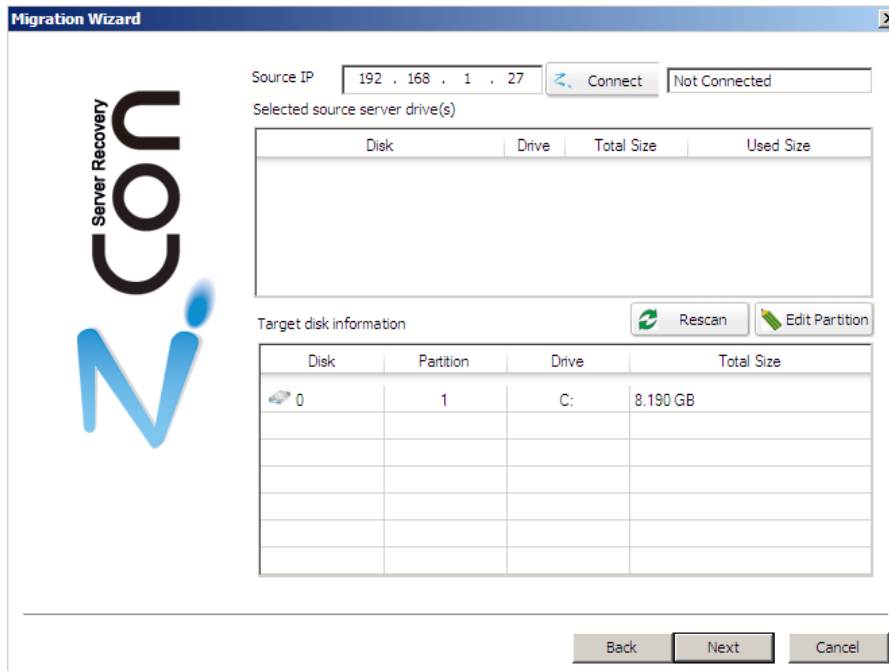 Migration Wizard
Source IP 192 . 168 . 1 . 27 Connect Not Connected
Selected source server drive(s)
Disk Drive Total Size Used Size
Server Recovery
Con
Ni
Target disk information Rescan Edit Partition
Disk Partition Drive Total Size
0 1 C: 8.190 GB
Back Next Cancel